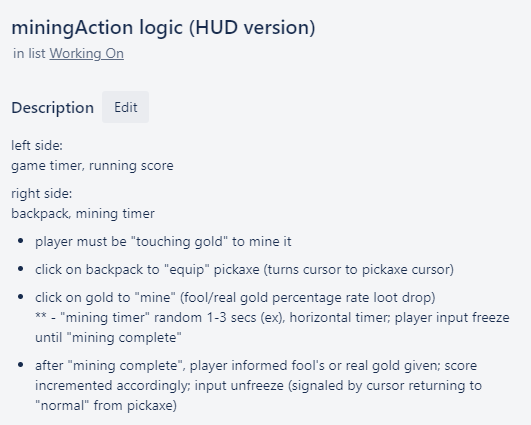 miningAction logic (HUD version)
in list Working On
Description Edit
left side:
game timer, running score
right side:
backpack, mining timer
• player must be "touching gold" to mine it
• click on backpack to "equip" pickaxe (turns cursor to pickaxe cursor)
• click on gold to "mine" (fool/real gold percentage rate loot drop)
** - "mining timer" random 1-3 secs (ex), horizontal timer; player input freeze
until "mining complete"
• after "mining complete", player informed fool's or real gold given; score
incremented accordingly; input unfreeze (signaled by cursor returning to
"normal" from pickaxe)